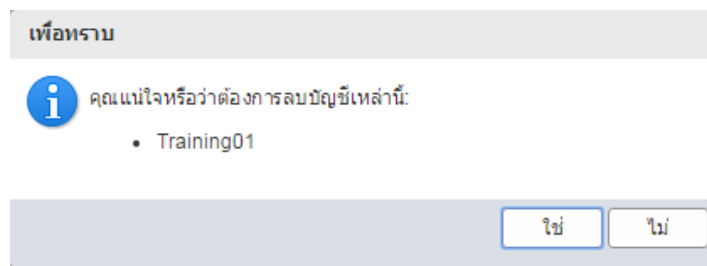 เพื่อทราบ
คุณแน่ใจหรือว่าต้องการลบบัญชีเหล่านี้:
• Training01
ใช่
ไม่